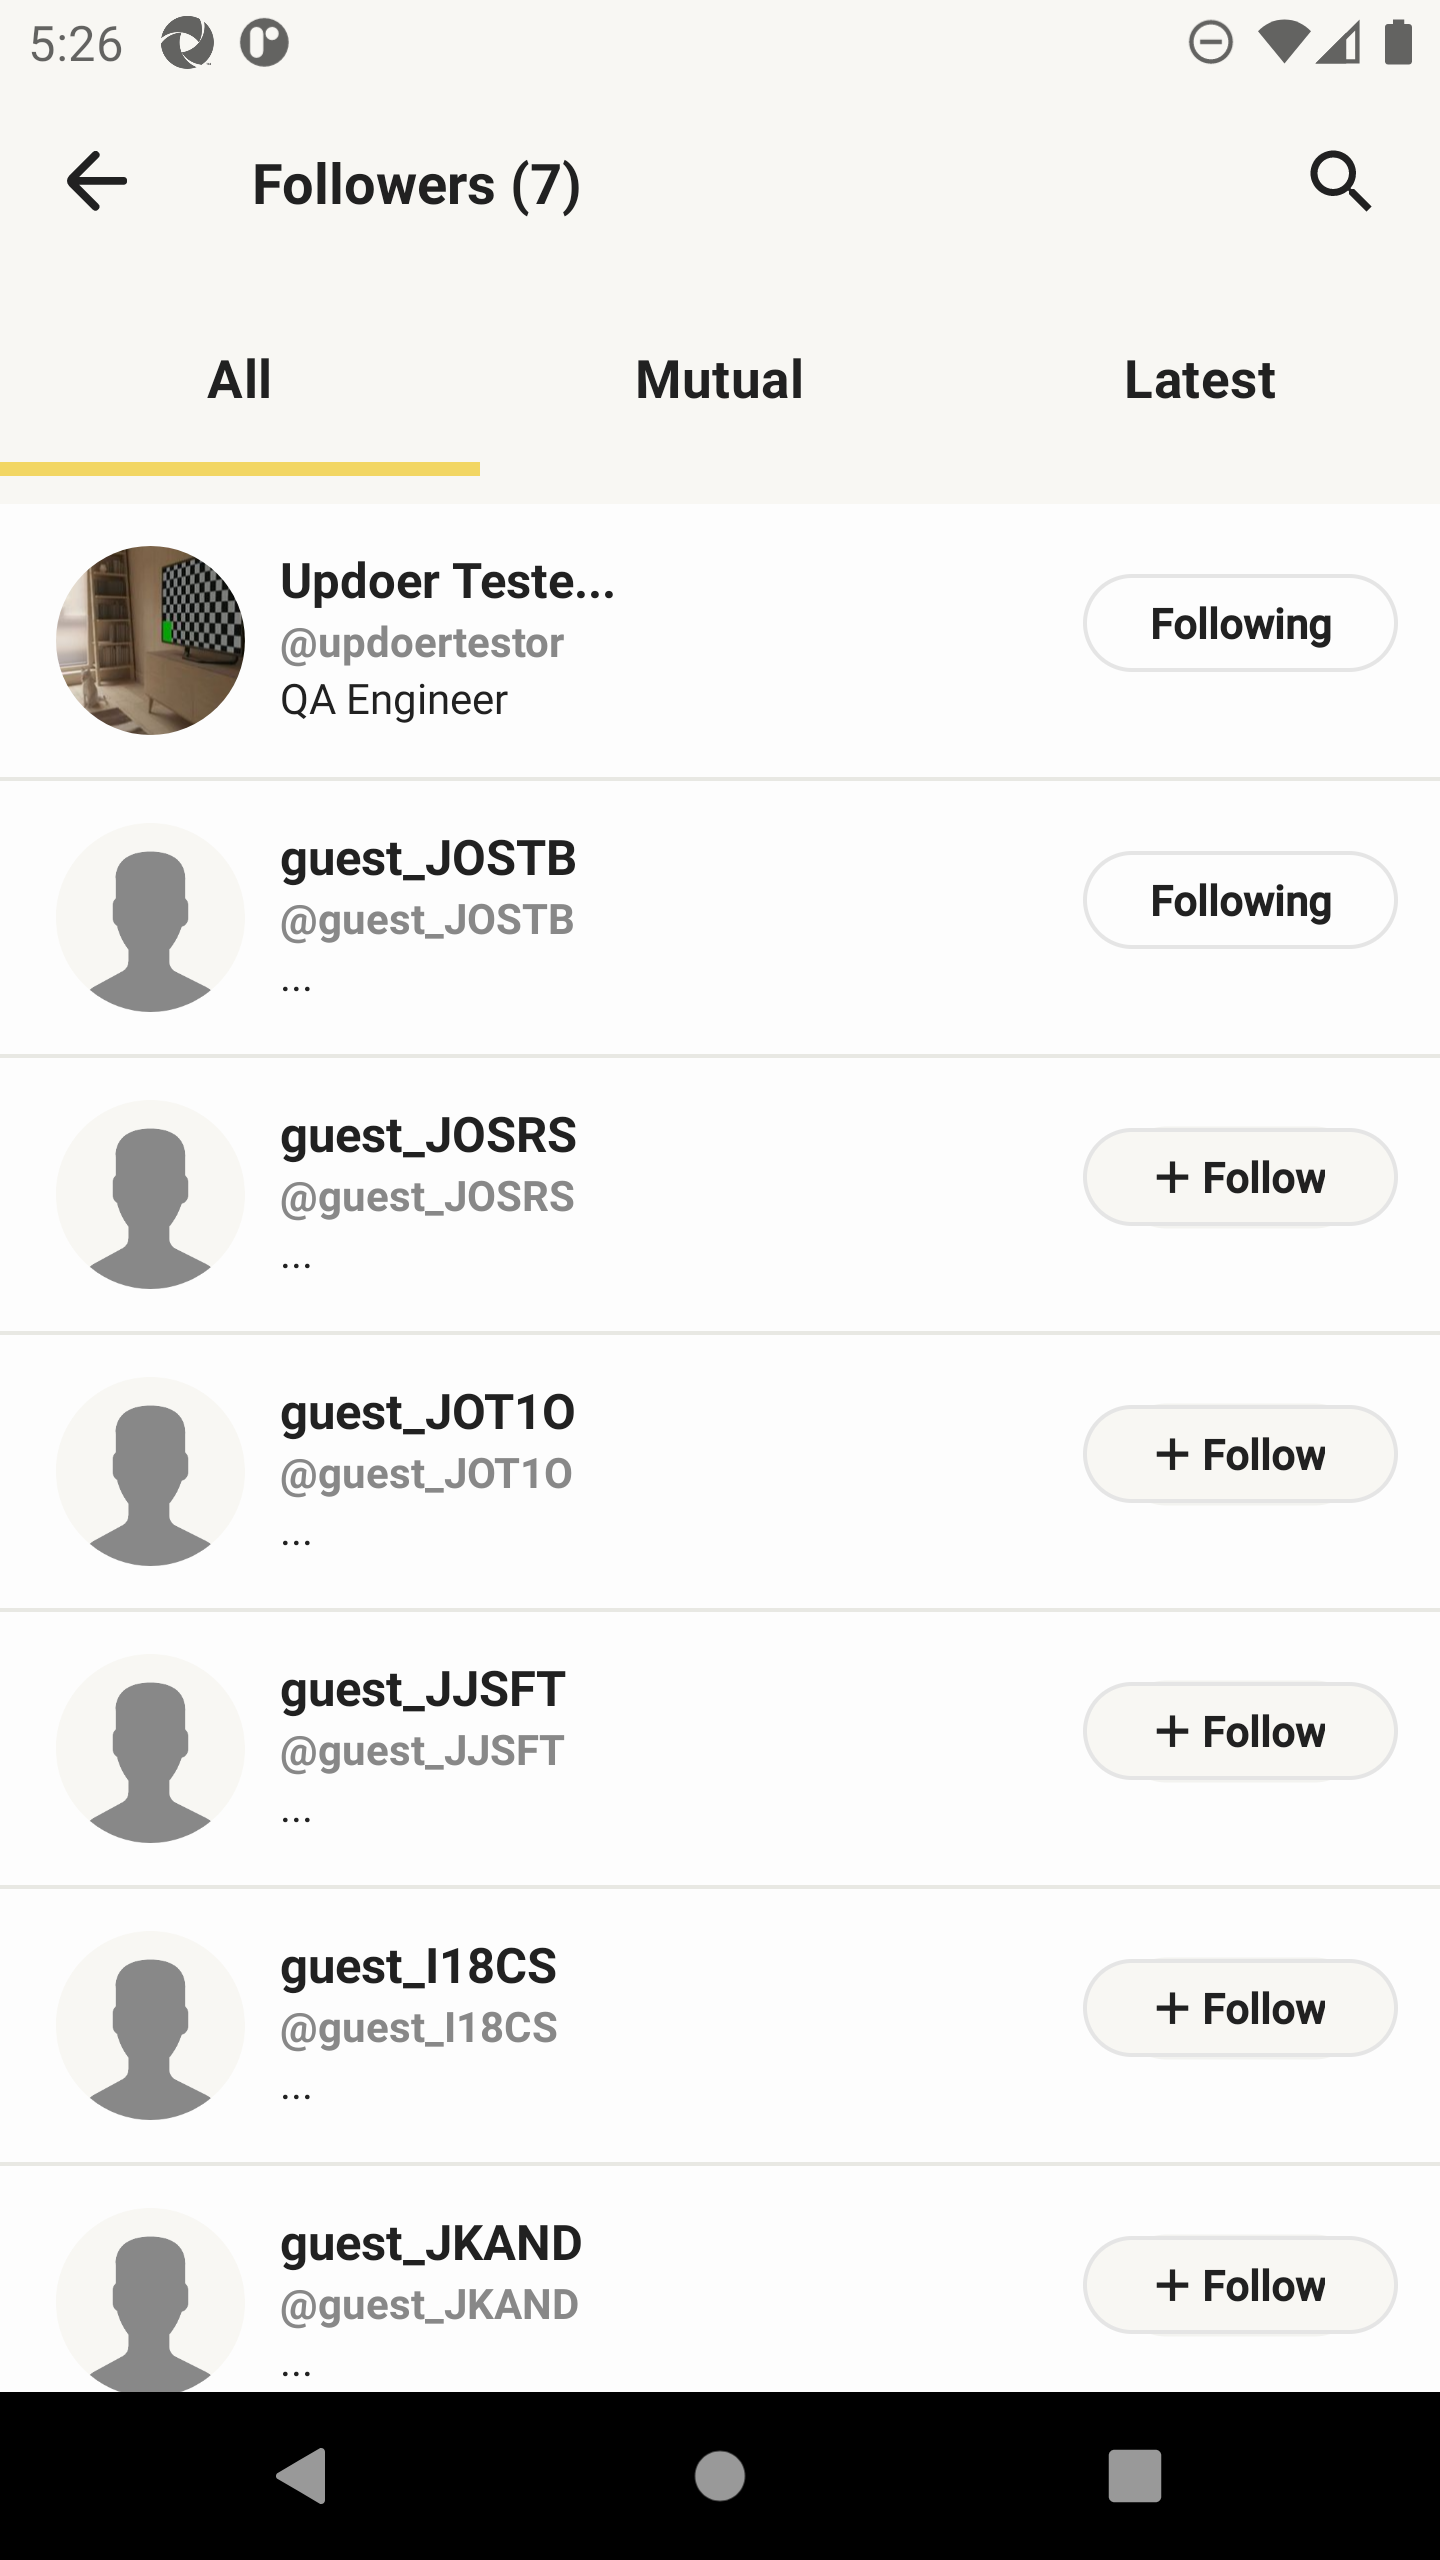 5:26
Followers (7)
All Mutual Latest
Updoer Teste...
@updoertestor
QA Engineer
Following
guest_JOSTB
@guest_JOSTB
...
Following
guest_JOSRS
@guest_JOSRS
...
+ Follow
guest_JOT1O
@guest_JOT1O
...
+ Follow
guest_JJSFT
@guest_JJSFT
...
+ Follow
guest_I18CS
@guest_I18CS
...
+ Follow
guest_JKAND
@guest_JKAND
...
+ Follow